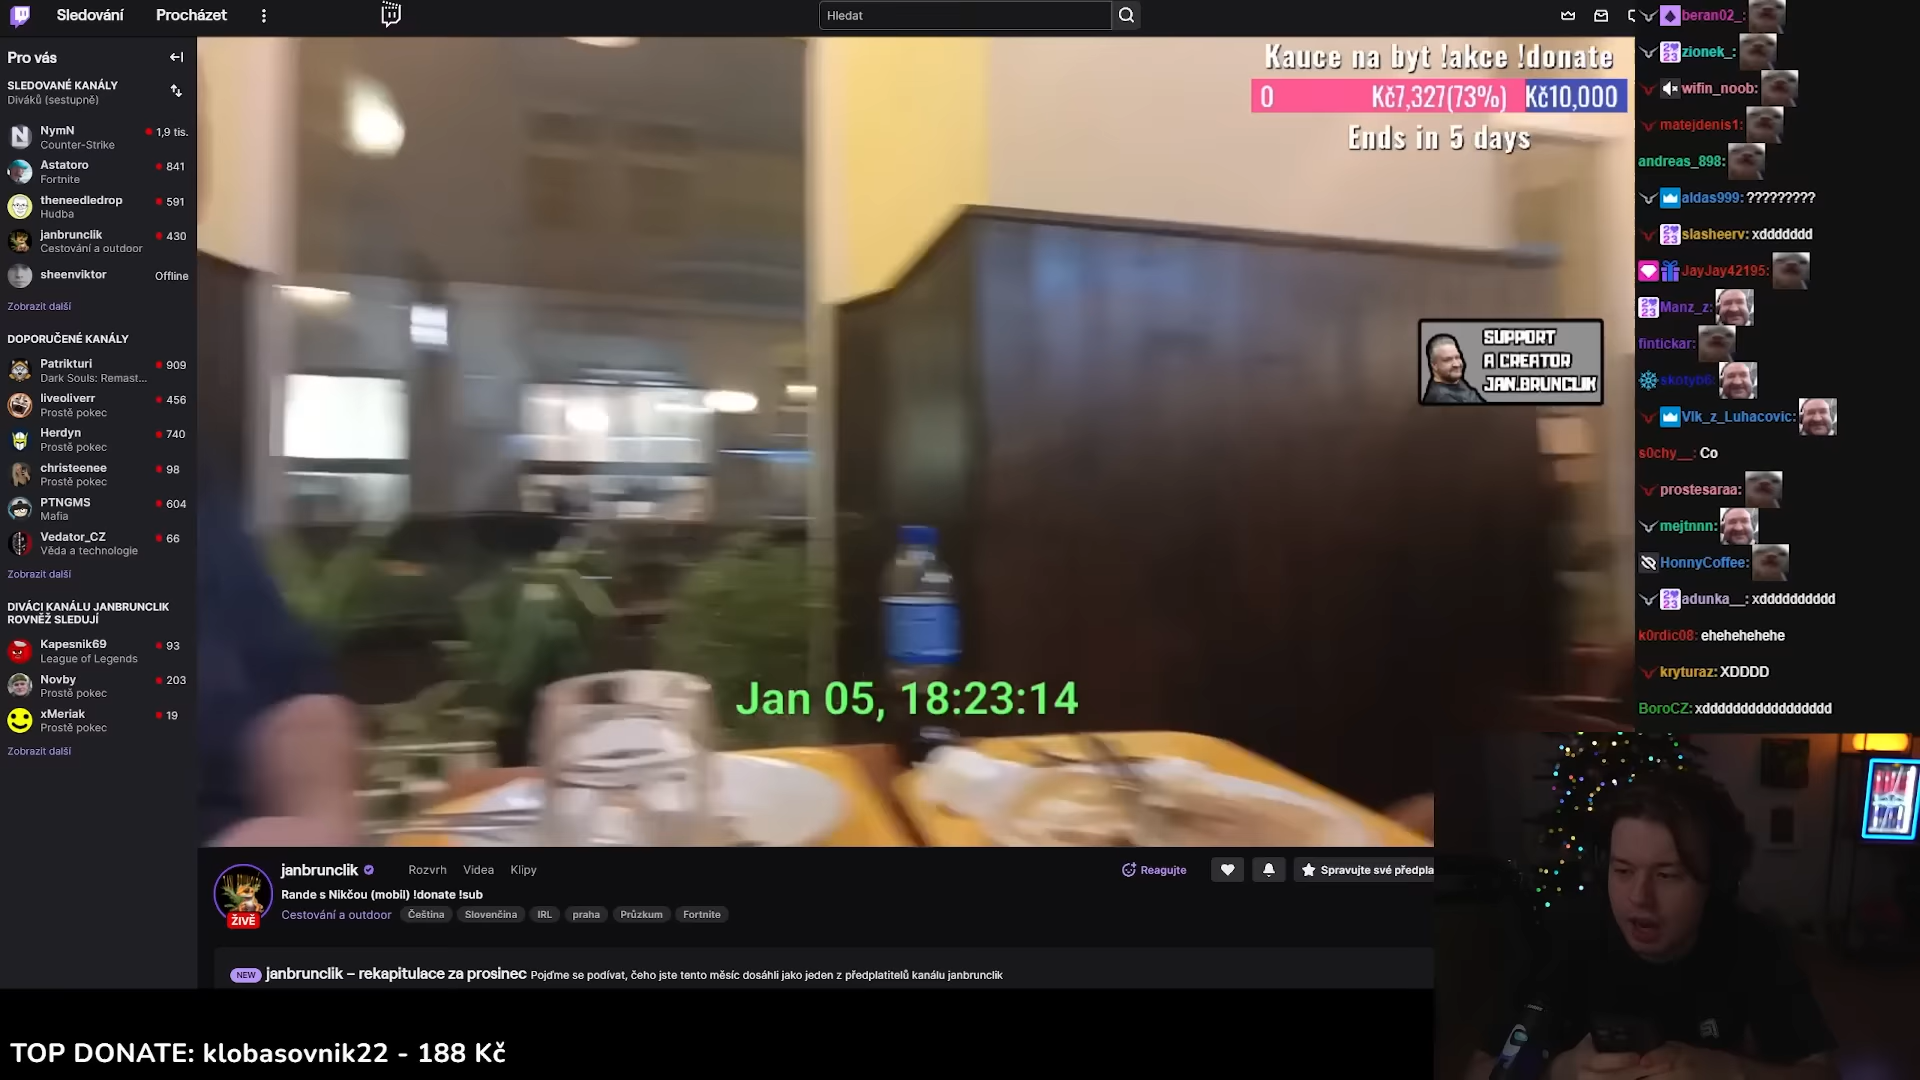 Sledování
Procházet
Hledat
Pro vás
SLEDOVANÉ KANÁLY
Diváků (sestupně)
NymN
1,9 tis.
Counter-Strike
Astatoro
841
Fortnite
theneedledrop
591
Hudba
janbrunclik
430
Cestování a outdoor
sheenviktor
Offline
Zobrazit další
DOPORUČENÉ KANÁLY
Patrikturi
909
Dark Souls: Remast...
liveoliverr
456
Prostě pokec
Herdyn
740
Prostě pokec
christeenee
98
Prostě pokec
PTNGMS
604
Mafia
Vedator_CZ
66
Věda a technologie
Zobrazit další
DIVÁCI KANÁLU JANBRUNCLIK
ROVNĚŽ SLEDUJÍ
Kapesnik69
93
League of Legends
Novby
203
Prostě pokec
xMeriak
19
Prostě pokec
Zobrazit další
Kauce na byt !akce !donate
0 Kč7,327(73%) Kč10,000
Ends in 5 days
SUPPORT
A CREATOR
JAN.BRUNCLIK
Jan 05, 18:23:14
janbrunclik
Rozvrh
Videa
Klipy
Reagujte
Spravujte své předpla
Rande s Nikčou (mobil) !donate !sub
Cestování a outdoor
Čeština
Slovenčina
IRL
praha
Průzkum
Fortnite
ŽIVĚ
NEW janbrunclik – rekapitulace za prosinec Pojďme se podívat, čeho jste tento měsíc dosáhli jako jeden z předplatitelů kanálu janbrunclik
TOP DONATE: klobasovnik22 - 188 Kč
beran02_:
zionek_:
wifin_noob:
matejdenis1:
andreas_898:
aldas999: ?????????
slasheerv: xddddddd
JayJay42195:
Manz_z:
fintickar:
skotyb6:
Vlk_z_Luhacovic:
s0chy__: Co
prostesaraa:
mejtnnn:
HonnyCoffee:
adunka__: xdddddddddd
k0rdic08: ehehehehehe
kryturaz: XDDDD
BoroCZ: xddddddddddddddddd